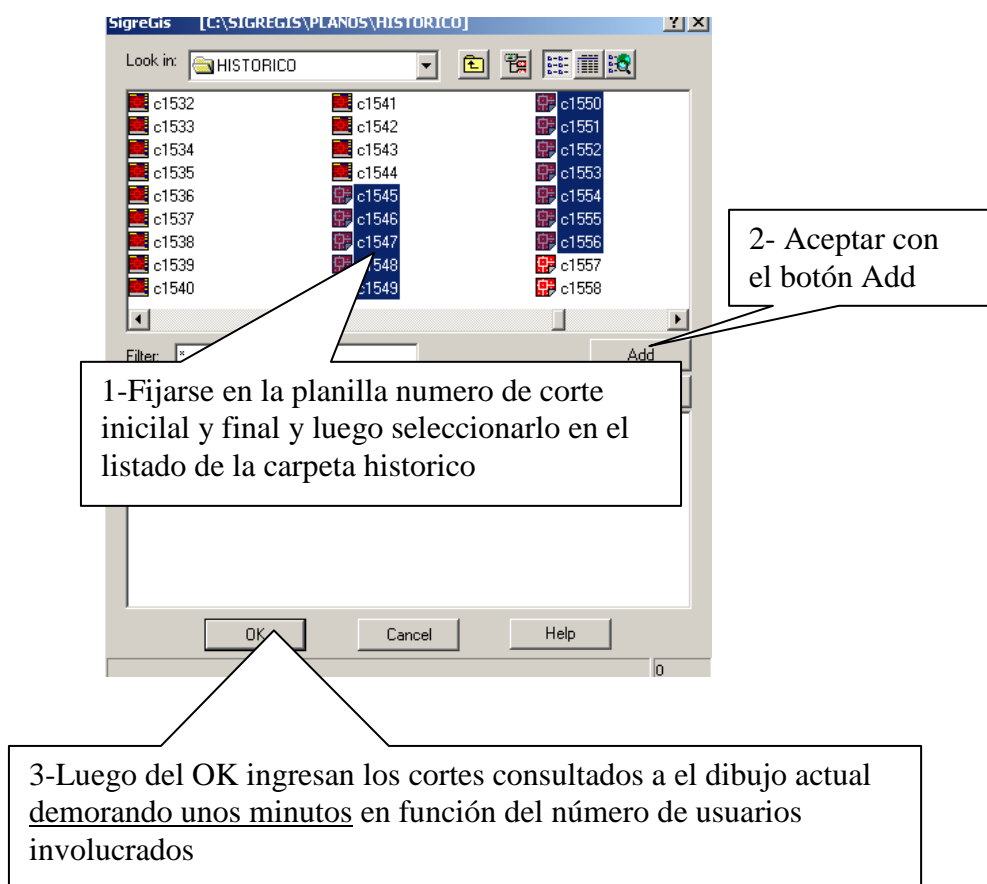 SigreGis [C:\SIGREGIS\PLANOS\HISTORICO]
Look in: HISTORICO
c1532 c1541 c1550
c1533 c1542 c1551
c1534 c1543 c1552
c1535 c1544 c1553
c1536 c1545 c1554
c1537 c1546 c1555
c1538 c1547 c1556
c1539 1548 c1557
c1540 c1549 c1558
2- Aceptar con
el botón Add
Filter: * Add
1-Fijarse en la planilla numero de corte
inicilal y final y luego seleccionarlo en el
listado de la carpeta historico
OK Cancel Help
0
3-Luego del OK ingresan los cortes consultados a el dibujo actual
demorando unos minutos en función del número de usuarios
involucrados